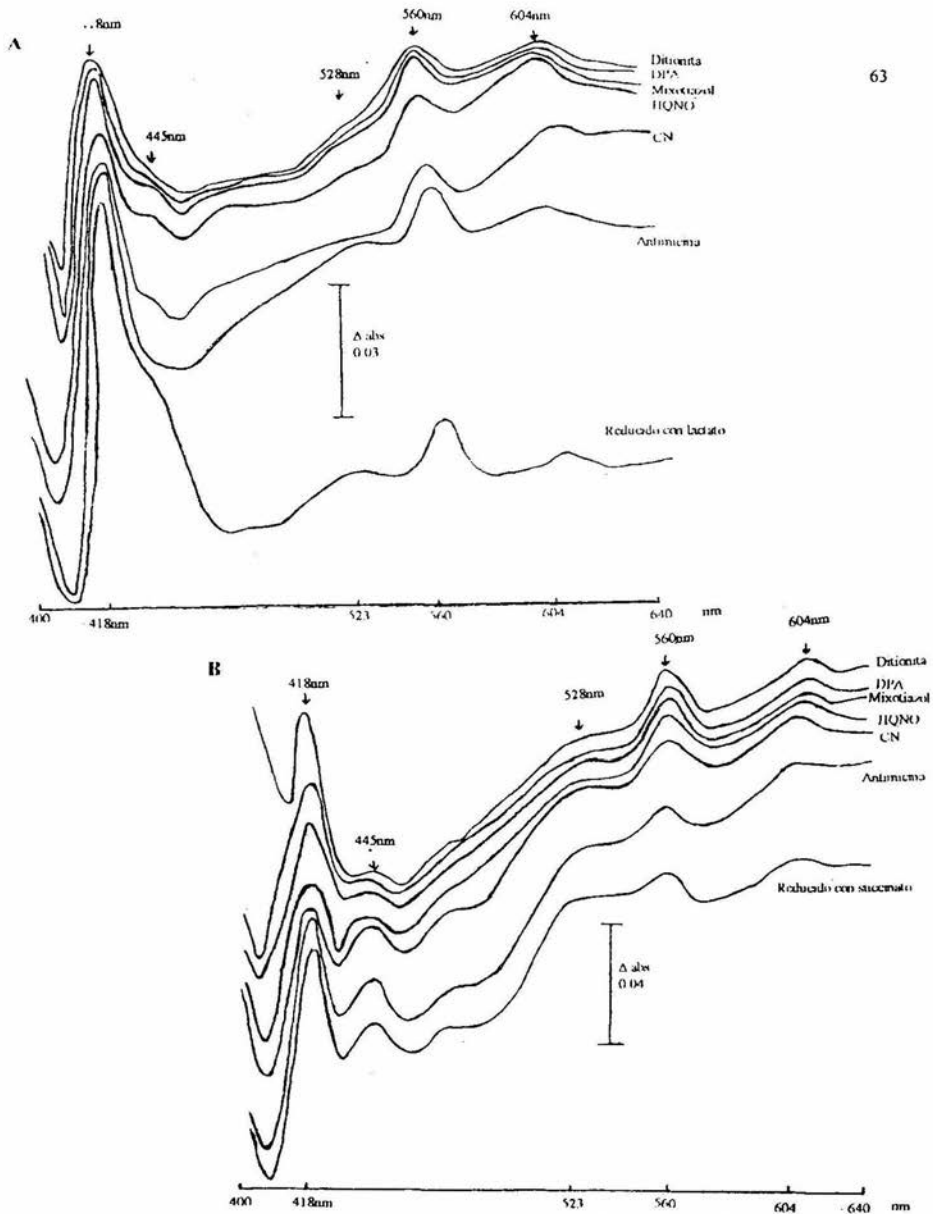 A
..8nm
560nm
604nm
528nm
445nm
63
Ditionita
DPA
Mixotiazol
HQNO
CN
Antimicina
Δ abs
0.03
Reducido con lactato
400
418nm
523
560
604
640
nm
B
418nm
560nm
604nm
528nm
445nm
Ditionita
DPA
Mixotiazol
HQNO
CN
Antimicina
Reducido con succinato
Δ abs
0.04
400
418nm
523
560
604
640
nm